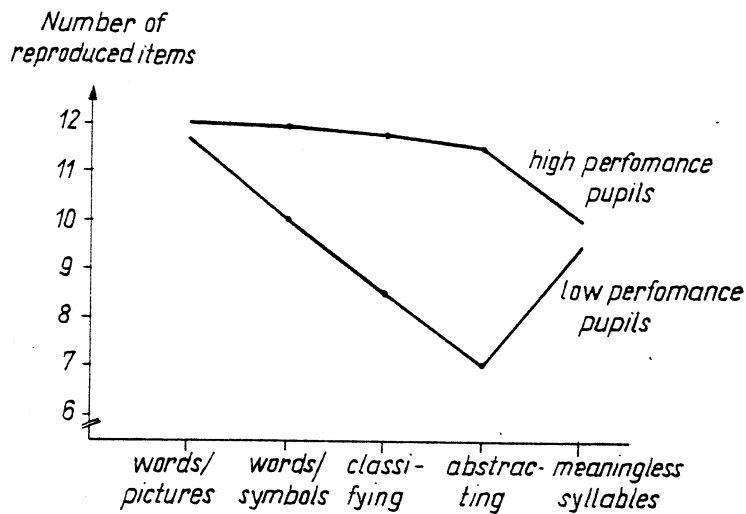 Number of
reproduced items
12
11
10
9
8
7
6
high perfomance
pupils
low perfomance
pupils
words/
pictures
words/
symbols
classi-
fying
abstrac-
ting
meaningless
syllables